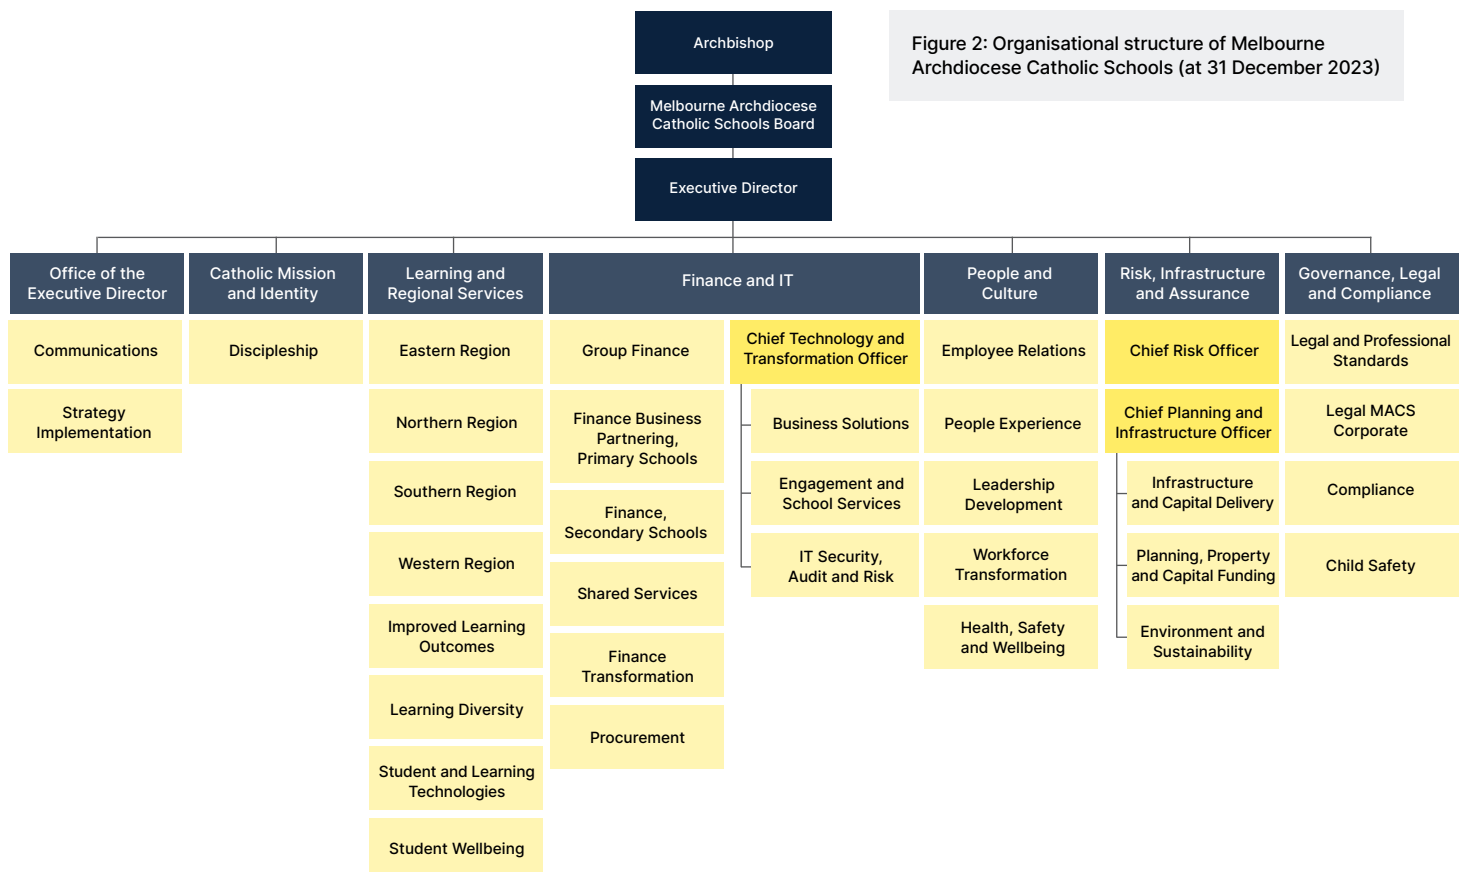 Archbishop
Figure 2: Organisational structure of Melbourne
Archdiocese Catholic Schools (at 31 December 2023)
Melbourne Archdiocese
Catholic Schools Board
Executive Director
Office of the
Executive Director
Communications
Strategy
Implementation
Catholic Mission
and Identity
Discipleship
Learning and
Regional Services
Eastern Region
Northern Region
Southern Region
Western Region
Improved Learning
Outcomes
Learning Diversity
Student and Learning
Technologies
Student Wellbeing
Finance and IT
Group Finance
Finance Business
Partnering,
Primary Schools
Finance,
Secondary Schools
Shared Services
Finance
Transformation
Procurement
Chief Technology and
Transformation Officer
Business Solutions
Engagement and
School Services
IT Security,
Audit and Risk
People and
Culture
Employee Relations
People Experience
Leadership
Development
Workforce
Transformation
Health, Safety
and Wellbeing
Risk, Infrastructure
and Assurance
Chief Risk Officer
Chief Planning and
Infrastructure Officer
Infrastructure
and Capital Delivery
Planning, Property
and Capital Funding
Environment and
Sustainability
Governance, Legal
and Compliance
Legal and Professional
Standards
Legal MACS
Corporate
Compliance
Child Safety